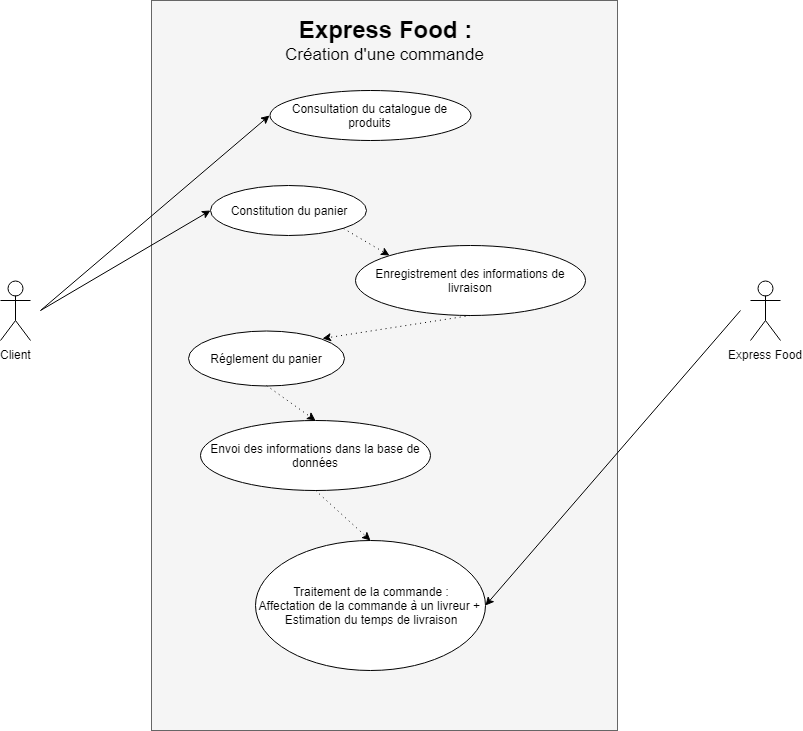 Express Food :
Création d'une commande
Consultation du catalogue de
produits
Constitution du panier
Enregistrement des informations de
livraison
Client
Express Food
Réglement du panier
Envoi des informations dans la base de
données
Traitement de la commande :
Affectation de la commande à un livreur +
Estimation du temps de livraison